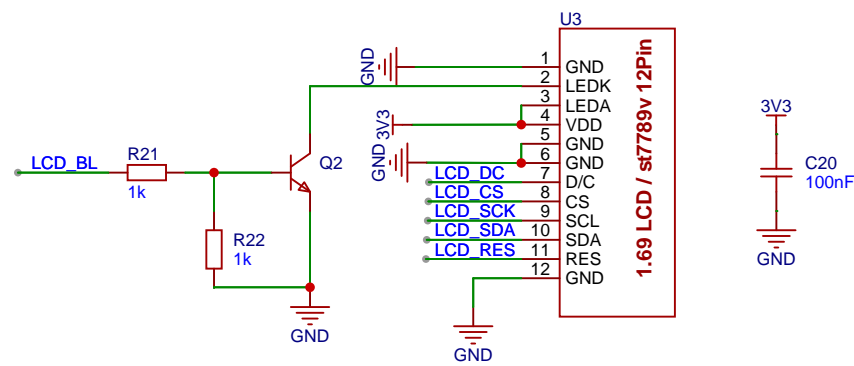 U3
GND
1
GND
2
LEDK
3
LEDA
3V3
4
VDD
5
GND
GND
6
GND
LCD_DC
7
D/C
LCD_CS
8
CS
LCD_SCK
9
SCL
LCD_SDA
10
SDA
LCD_RES
11
RES
12
GND
1.69 LCD / st7789v 12Pin
GND
LCD_BL
R21
1k
Q2
R22
1k
GND
3V3
C20
100nF
GND